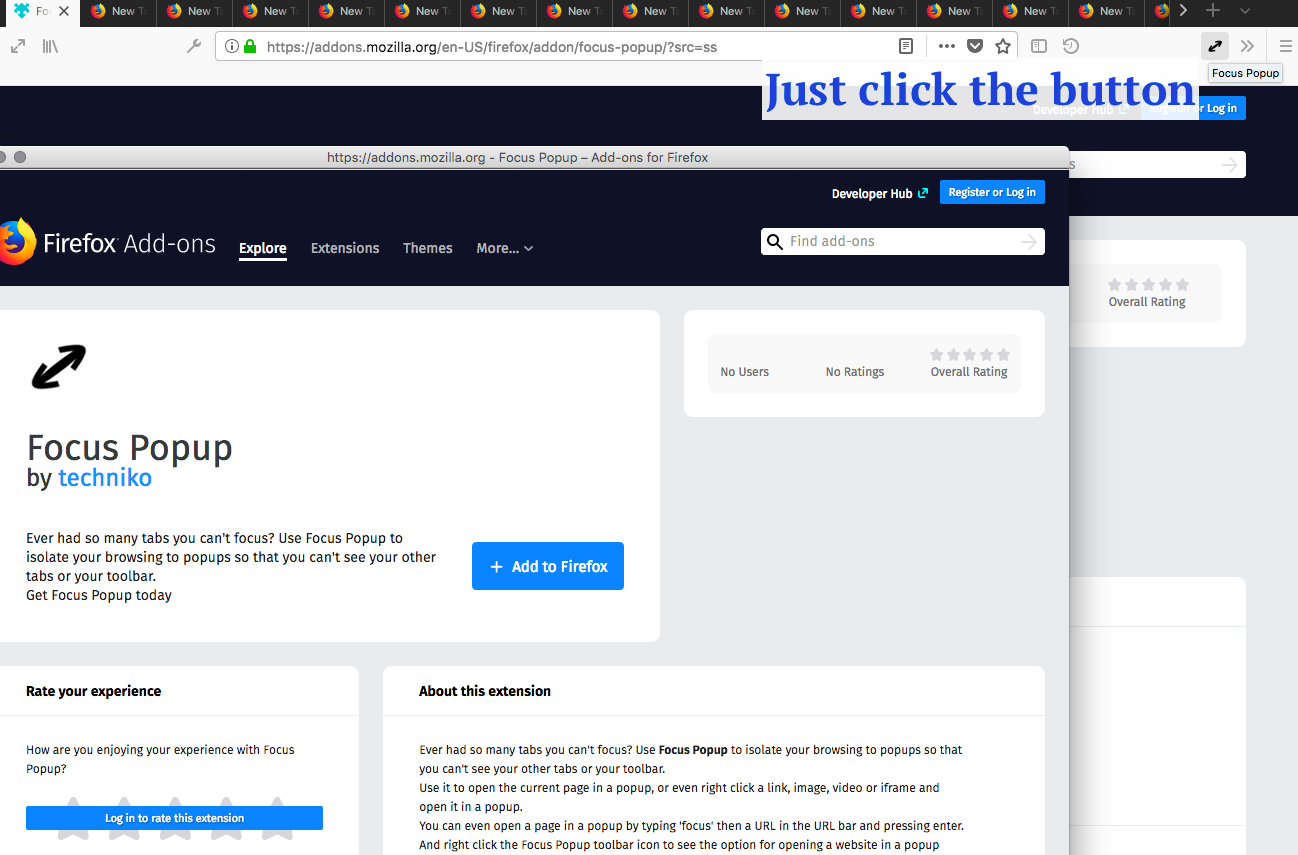 Fo
New T
New T
New T
New T
New T
New T
New T
New T
New T
New T
New T
New T
New T
New T
https://addons.mozilla.org/en-US/firefox/addon/focus-popup/?src=ss
Focus Popup
Just click the button
Developer Hub
Register or Log in
https://addons.mozilla.org - Focus Popup – Add-ons for Firefox
s
Developer Hub
Register or Log in
Firefox Add-ons
Explore
Extensions
Themes
More...
Find add-ons
Overall Rating
No Users
No Ratings
Overall Rating
Focus Popup
by techniko
Ever had so many tabs you can't focus? Use Focus Popup to
isolate your browsing to popups so that you can't see your other
tabs or your toolbar.
Get Focus Popup today
+ Add to Firefox
Rate your experience
How are you enjoying your experience with Focus
Popup?
Log in to rate this extension
About this extension
Ever had so many tabs you can't focus? Use Focus Popup to isolate your browsing to popups so that
you can't see your other tabs or your toolbar.
Use it to open the current page in a popup, or even right click a link, image, video or iframe and
open it in a popup.
You can even open a page in a popup by typing 'focus' then a URL in the URL bar and pressing enter.
And right click the Focus Popup toolbar icon to see the option for opening a website in a popup